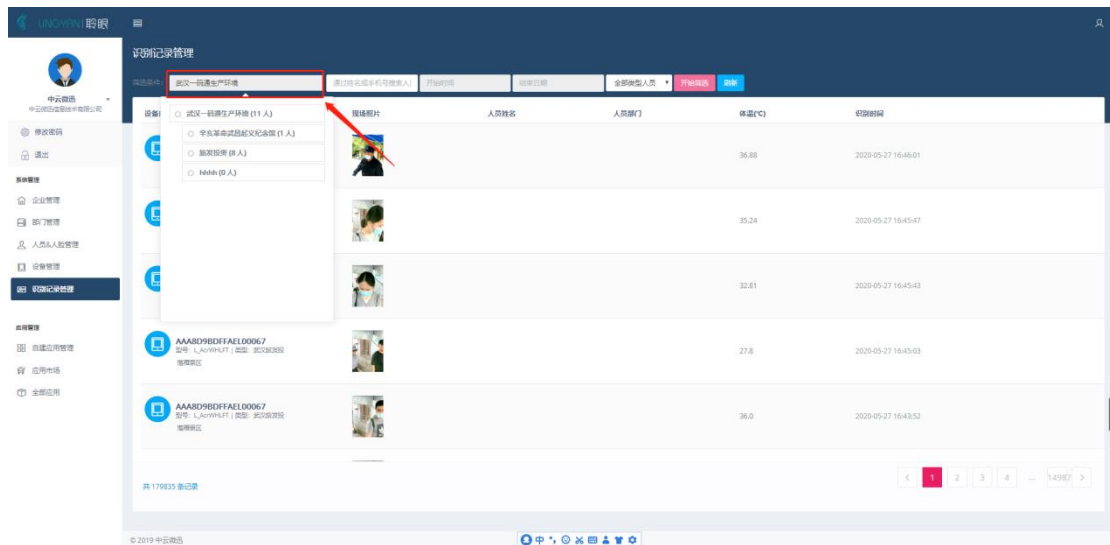 LINGYAN 聆眼
识别记录管理
筛选条件: 武汉一码通生产环境 通过姓名或手机号搜索人员 开始时间 结束日期 全部类型人员 开始筛选 刷新
中云微迅
修改密码
退出
系统管理
企业管理
部门管理
人员&人脸管理
设备管理
识别记录管理
应用管理
自建应用管理
应用市场
全部应用
现场照片 人员姓名 人员部门 体温(℃) 识别时间
武汉一码通生产环境 (11 人)
辛亥革命武昌起义纪念馆 (1 人)
旅发投资 (8 人)
hhhh (0 人)
36.88 2020-05-27 16:46:01
35.24 2020-05-27 16:45:47
32.81 2020-05-27 16:45:43
AAA8D9BDFFAEL00067
27.8 2020-05-27 16:45:03
AAA8D9BDFFAEL00067
36.0 2020-05-27 16:43:52
共 179835 条记录
< 1 2 3 4 ... 14987 >
© 2019 中云微迅
中